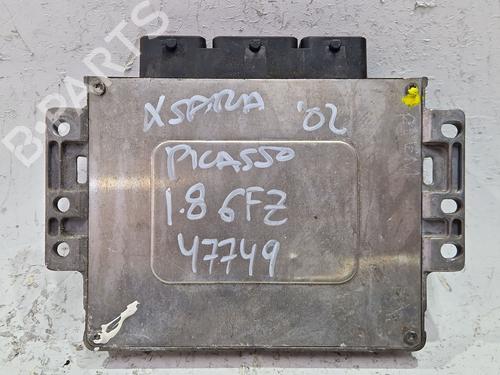 XSARA '02
PICASSO
1.8 6FZ
47749
B-PARTS